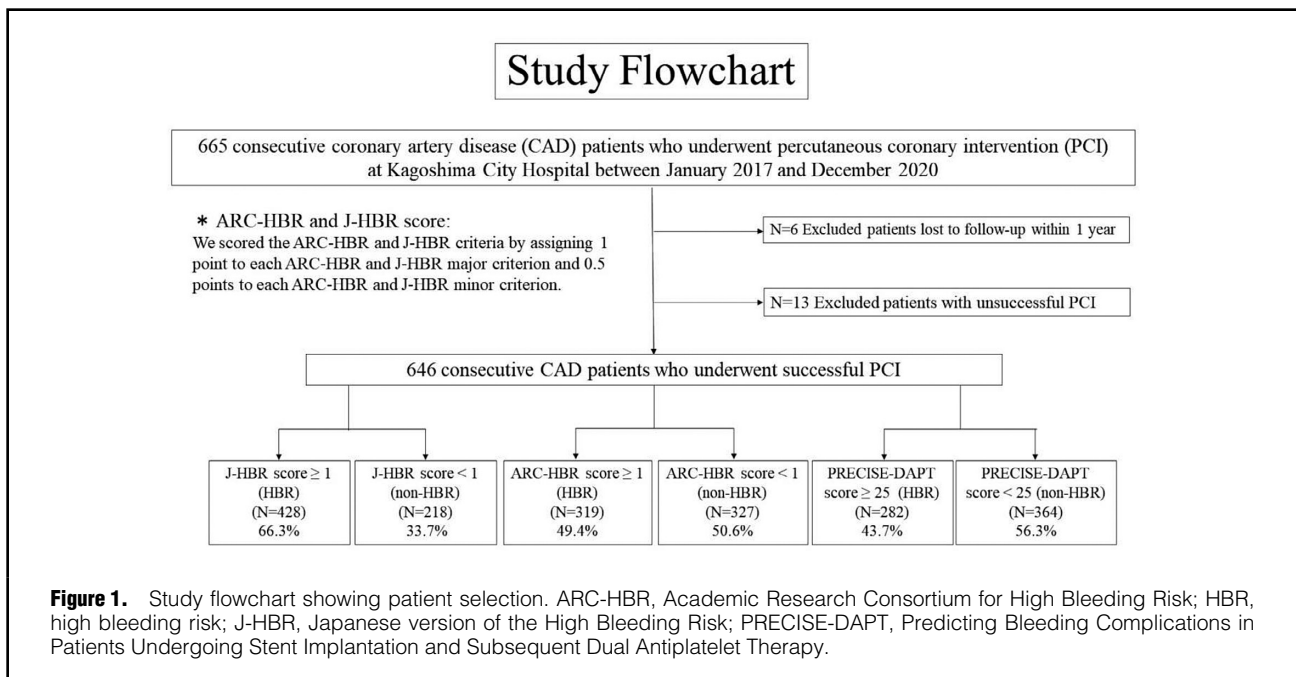 Study Flowchart
665 consecutive coronary artery disease (CAD) patients who underwent percutaneous coronary intervention (PCI)
at Kagoshima City Hospital between January 2017 and December 2020
* ARC-HBR and J-HBR score:
We scored the ARC-HBR and J-HBR criteria by assigning 1
point to each ARC-HBR and J-HBR major criterion and 0.5
points to each ARC-HBR and J-HBR minor criterion.
N=6 Excluded patients lost to follow-up within 1 year
N=13 Excluded patients with unsuccessful PCI
646 consecutive CAD patients who underwent successful PCI
J-HBR score ≥ 1
(HBR)
(N=428)
66.3%
J-HBR score < 1
(non-HBR)
(N=218)
33.7%
ARC-HBR score ≥ 1
(HBR)
(N=319)
49.4%
ARC-HBR score < 1
(non-HBR)
(N=327)
50.6%
PRECISE-DAPT
score ≥ 25 (HBR)
(N=282)
43.7%
PRECISE-DAPT
score < 25 (non-HBR)
(N=364)
56.3%
Figure 1. Study flowchart showing patient selection. ARC-HBR, Academic Research Consortium for High Bleeding Risk; HBR,
high bleeding risk; J-HBR, Japanese version of the High Bleeding Risk; PRECISE-DAPT, Predicting Bleeding Complications in
Patients Undergoing Stent Implantation and Subsequent Dual Antiplatelet Therapy.